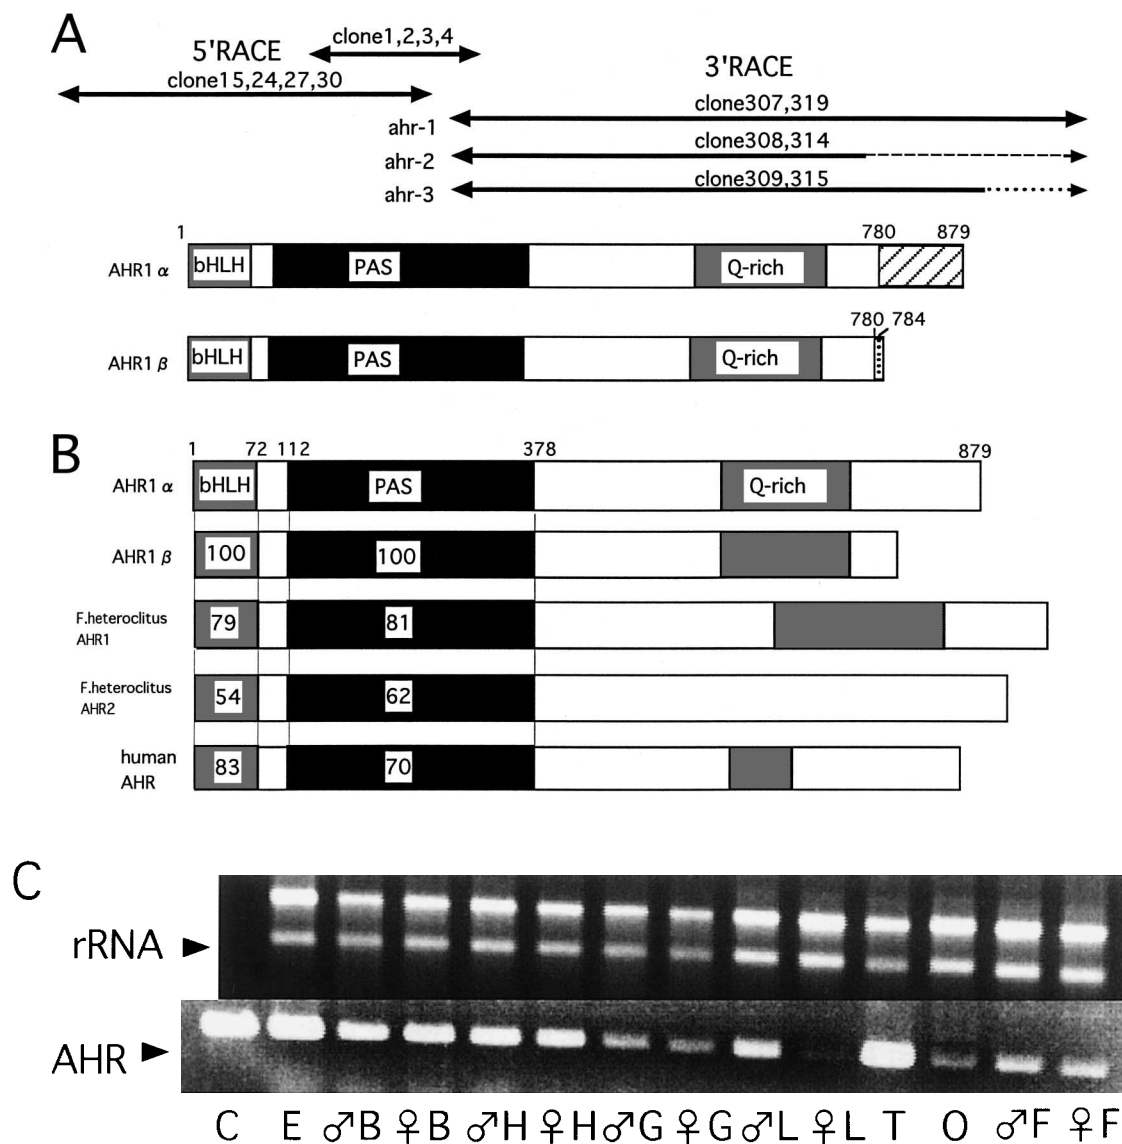 A
clone1,2,3,4
5'RACE
3'RACE
clone15,24,27,30
clone307,319
ahr-1
clone308,314
ahr-2
clone309,315
ahr-3
1 780 879
AHR1 α bHLH PAS Q-rich
780 784
AHR1 β bHLH PAS Q-rich
B
1 72 112 378 879
AHR1 α bHLH PAS Q-rich
AHR1 β 100 100
F.heteroclitus
AHR1
79 81
F.heteroclitus
AHR2
54 62
human
AHR
83 70
C
rRNA
AHR
C E ♂B ♀B ♂H ♀H ♂G ♀G ♂L ♀L T O ♂F ♀F